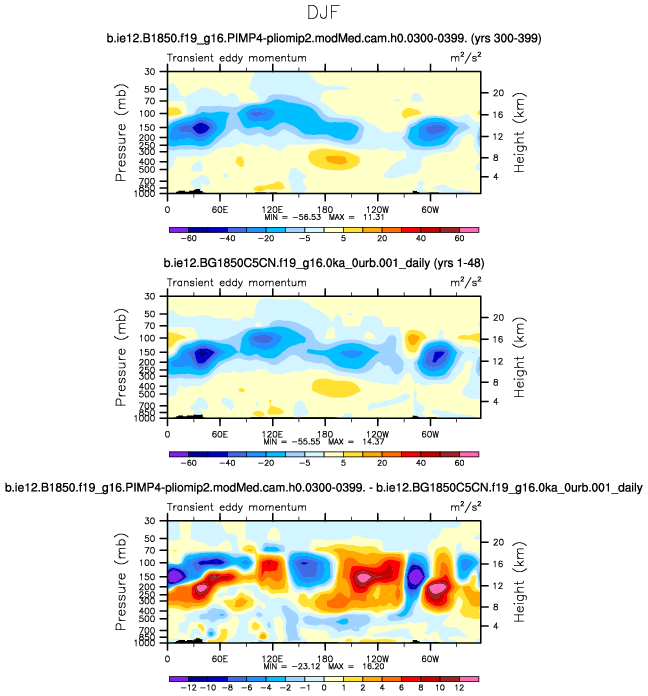 DJF
b.ie12.B1850.f19_g16.PIMP4-pliomip2.modMed.cam.h0.0300-0399. (yrs 300-399)
Transient eddy momentum m²/s²
Pressure (mb)
30
50
70
100
150
200
250
300
400
500
700
850
1000
20
16
12
8
4
Height (km)
0 60E 120E 180 120W 60W
MIN = -56.53 MAX = 11.31
-60 -40 -20 -5 5 20 40 60
b.ie12.BG1850C5CN.f19_g16.0ka_0urb.001_daily (yrs 1-48)
Transient eddy momentum m²/s²
Pressure (mb)
30
50
70
100
150
200
250
300
400
500
700
850
1000
20
16
12
8
4
Height (km)
0 60E 120E 180 120W 60W
MIN = -55.55 MAX = 14.37
-60 -40 -20 -5 5 20 40 60
b.ie12.B1850.f19_g16.PIMP4-pliomip2.modMed.cam.h0.0300-0399. - b.ie12.BG1850C5CN.f19_g16.0ka_0urb.001_daily
Transient eddy momentum m²/s²
Pressure (mb)
30
50
70
100
150
200
250
300
400
500
700
850
1000
20
16
12
8
4
Height (km)
0 60E 120E 180 120W 60W
MIN = -23.12 MAX = 16.20
-12 -10 -8 -6 -4 -2 -1 0 1 2 4 6 8 10 12